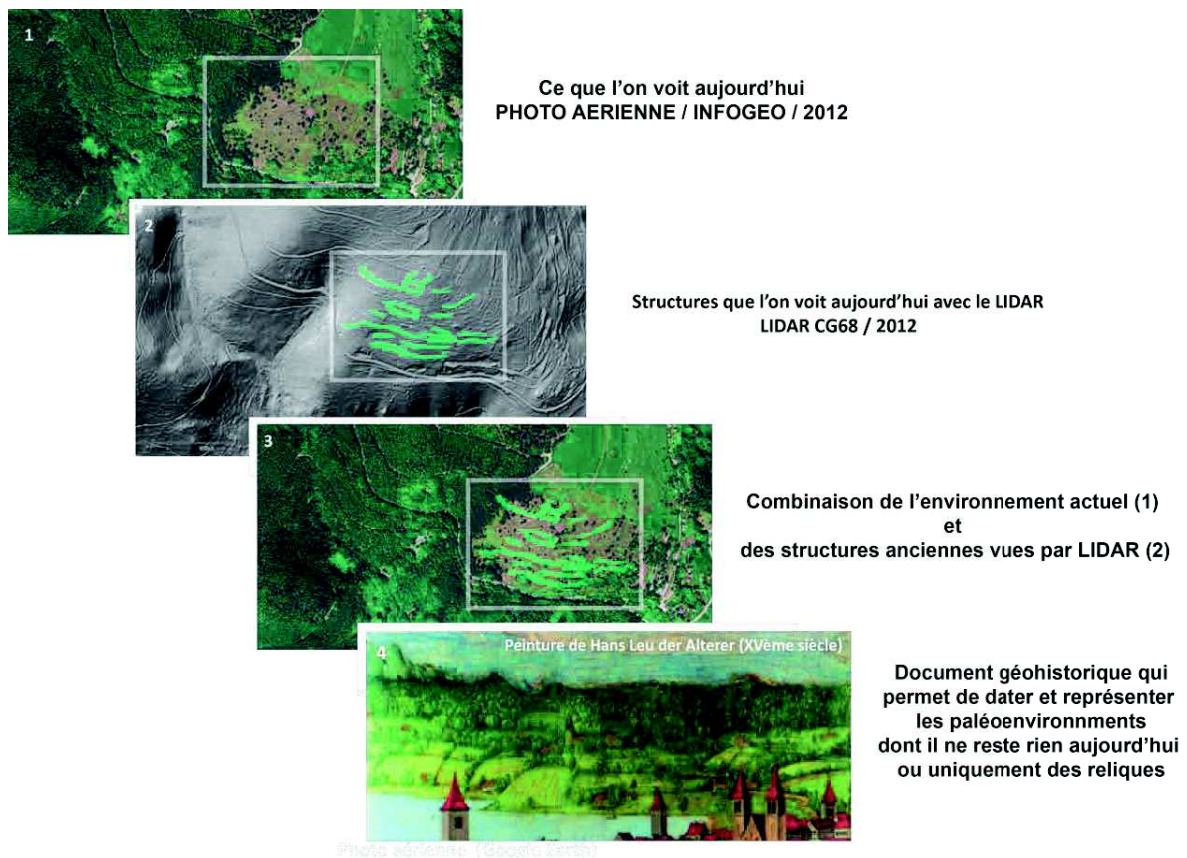 1
Ce que l'on voit aujourd'hui
PHOTO AERIENNE / INFOGEO / 2012
2
Structures que l'on voit aujourd'hui avec le LIDAR
LIDAR CG68 / 2012
3
Combinaison de l'environnement actuel (1)
et
des structures anciennes vues par LIDAR (2)
4
Peinture de Hans Leu der Alterer (XVème siècle)
Document géohistorique qui
permet de dater et représenter
les paléoenvironnments
dont il ne reste rien aujourd'hui
ou uniquement des reliques
Photo aérienne (Google Earth)